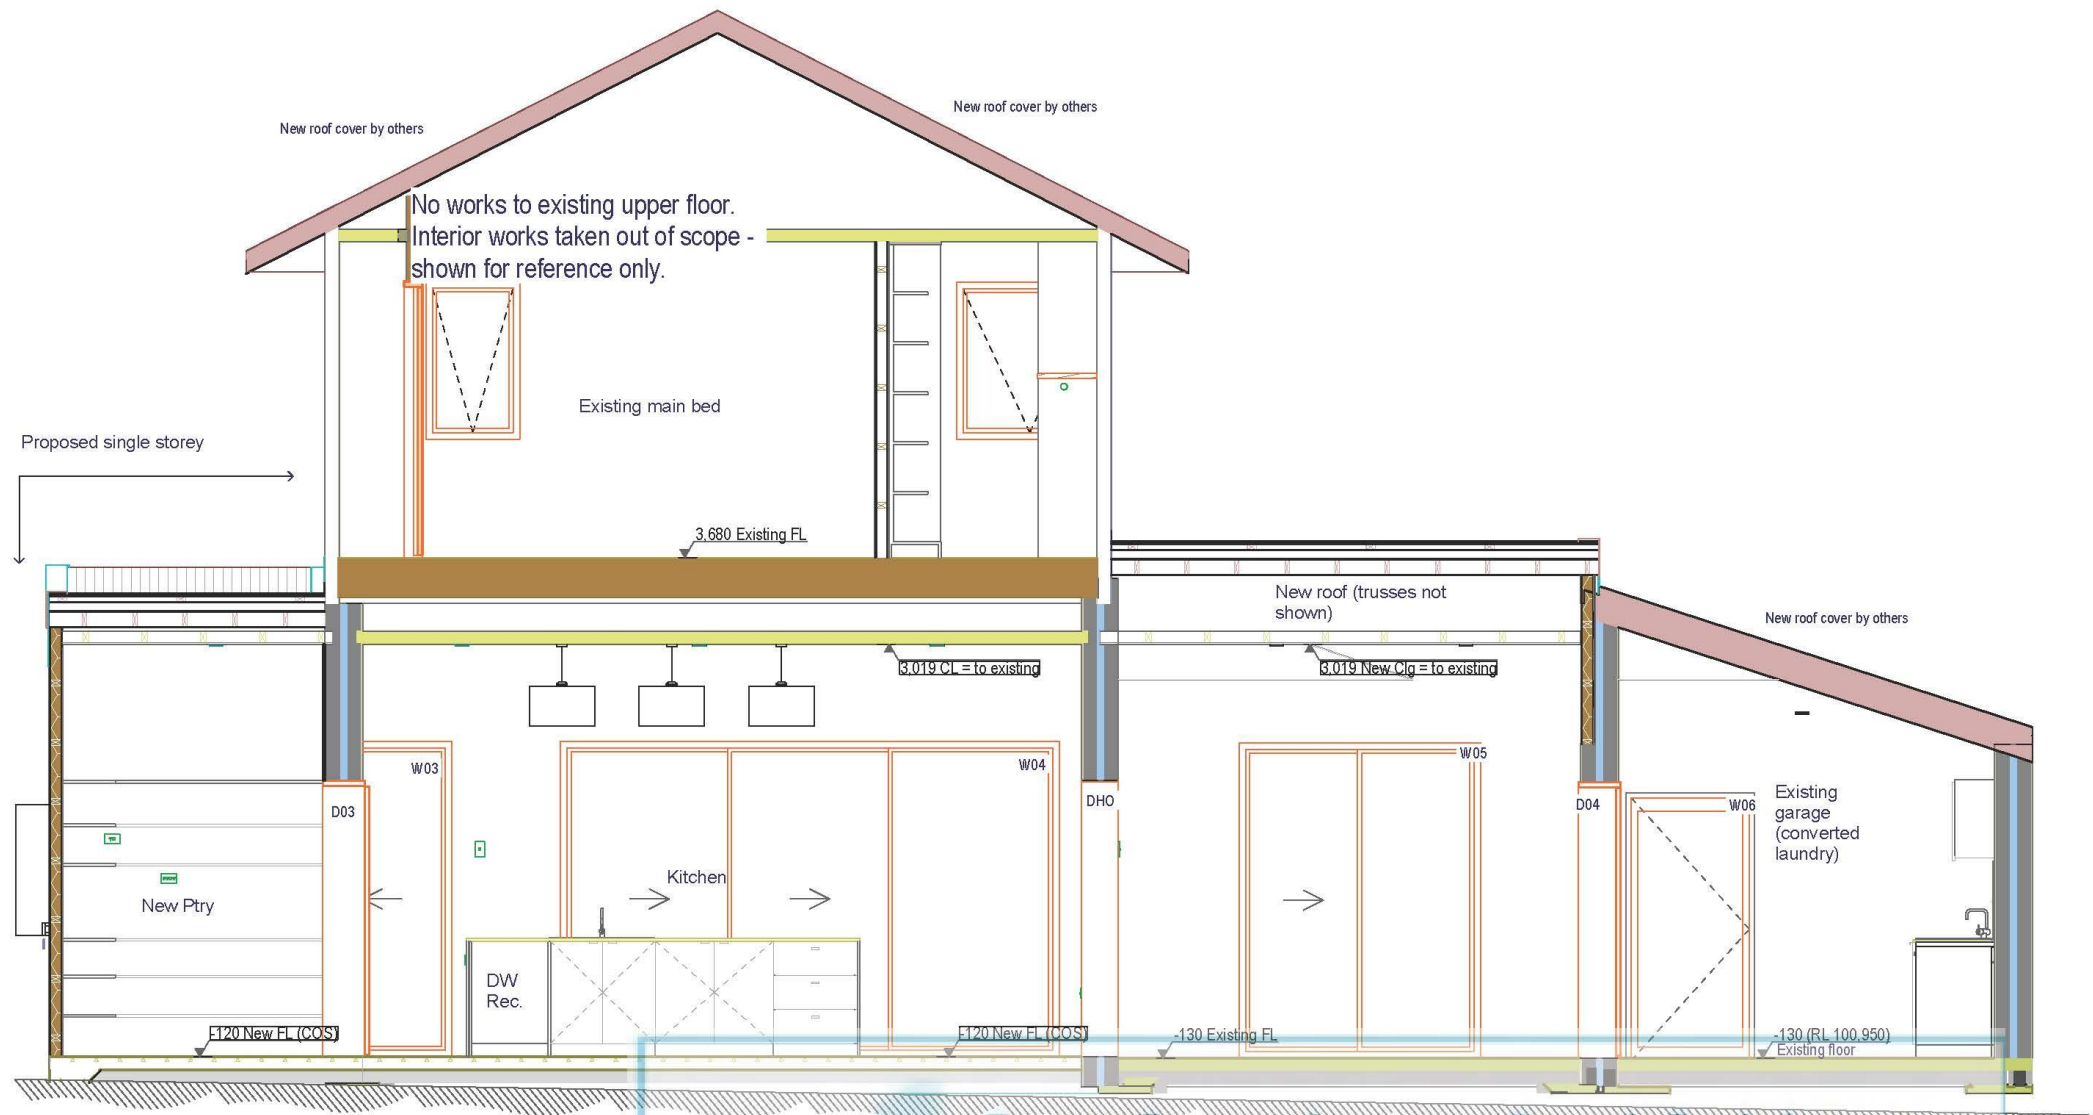 New roof cover by others
New roof cover by others
No works to existing upper floor.
Interior works taken out of scope -
shown for reference only.
Existing main bed
Proposed single storey
3,680 Existing FL
New roof (trusses not
shown)
New roof cover by others
3,019 CL = to existing
3,019 New Clg = to existing
W03
W04
W05
D03
DHO
D04
W06
Existing
garage
(converted
laundry)
Kitchen
New Ptry
DW
Rec.
-120 New FL (COS)
-120 New FL (COS)
-130 Existing FL
-130 (RL 100,950)
Existing floor